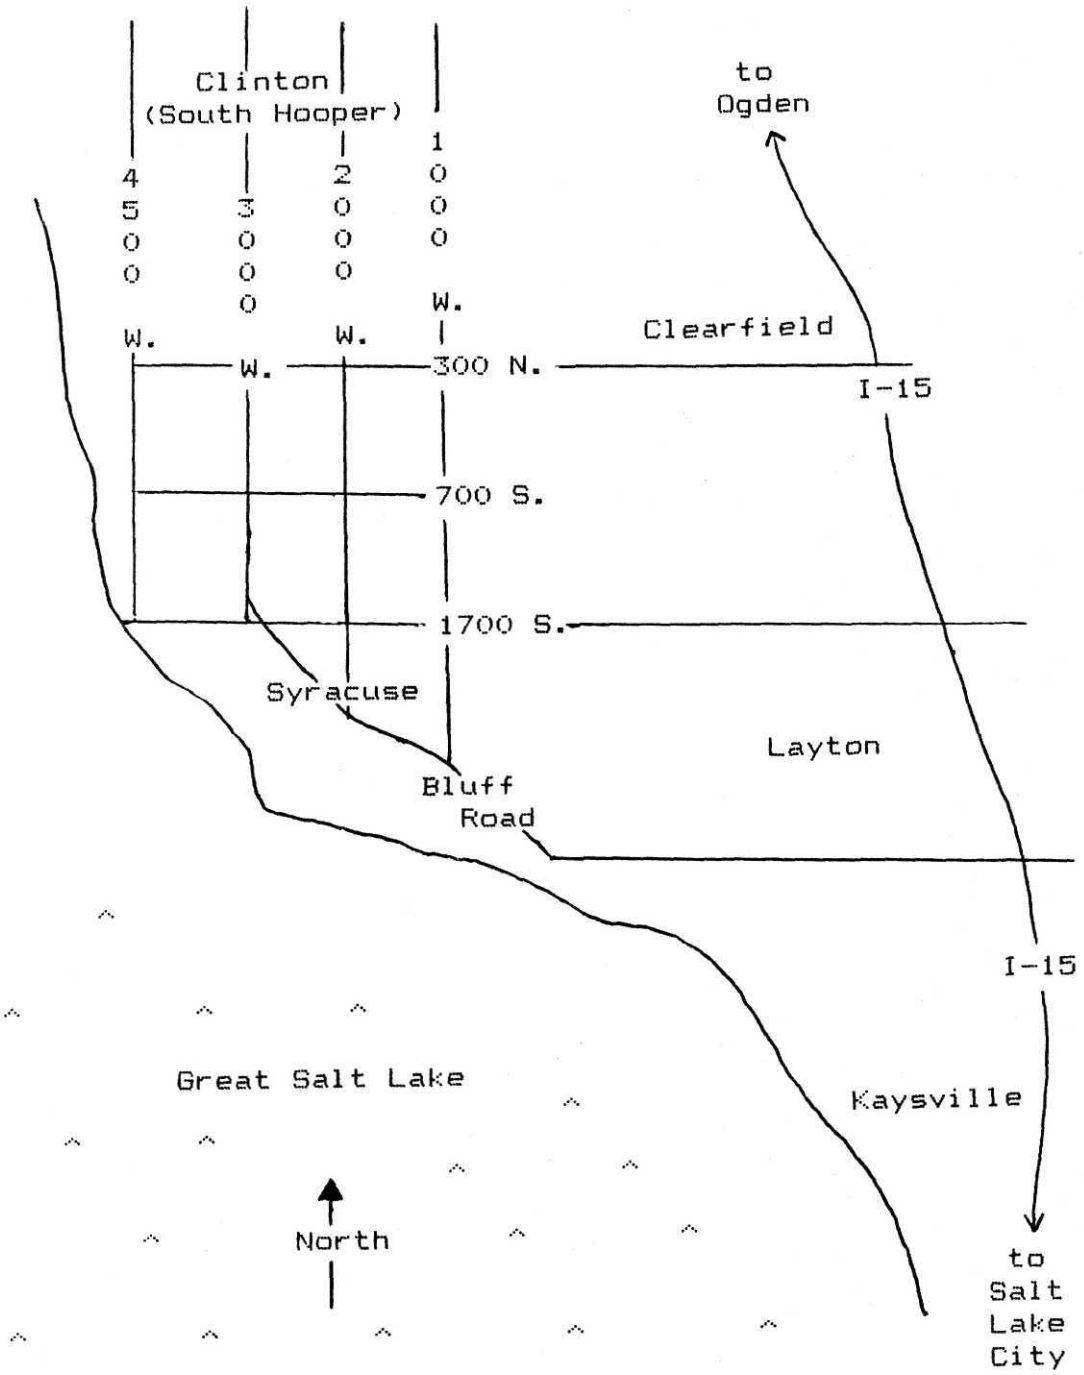 to
Ogden
Clinton
(South Hooper)
4500 W.
3000 W.
2000 W.
1000 W.
Clearfield
300 N.
I-15
700 S.
1700 S.
Syracuse
Layton
Bluff
Road
I-15
Great Salt Lake
Kaysville
North
to
Salt
Lake
City